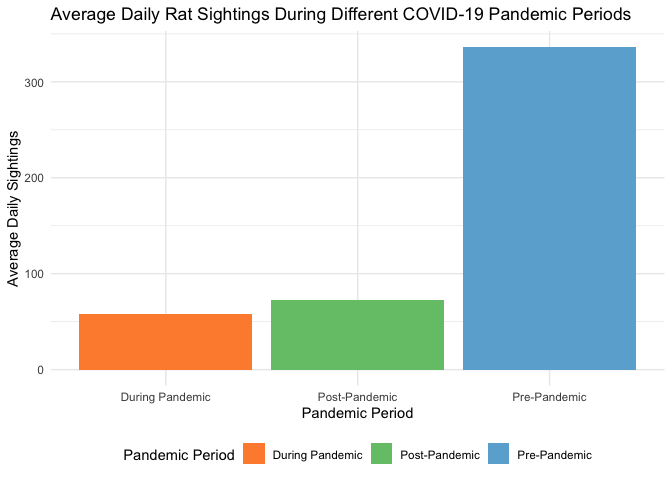 Average Daily Rat Sightings During Different COVID-19 Pandemic Periods
Average Daily Sightings
300
200
100
0
During Pandemic
Post-Pandemic
Pre-Pandemic
Pandemic Period
Pandemic Period
During Pandemic
Post-Pandemic
Pre-Pandemic